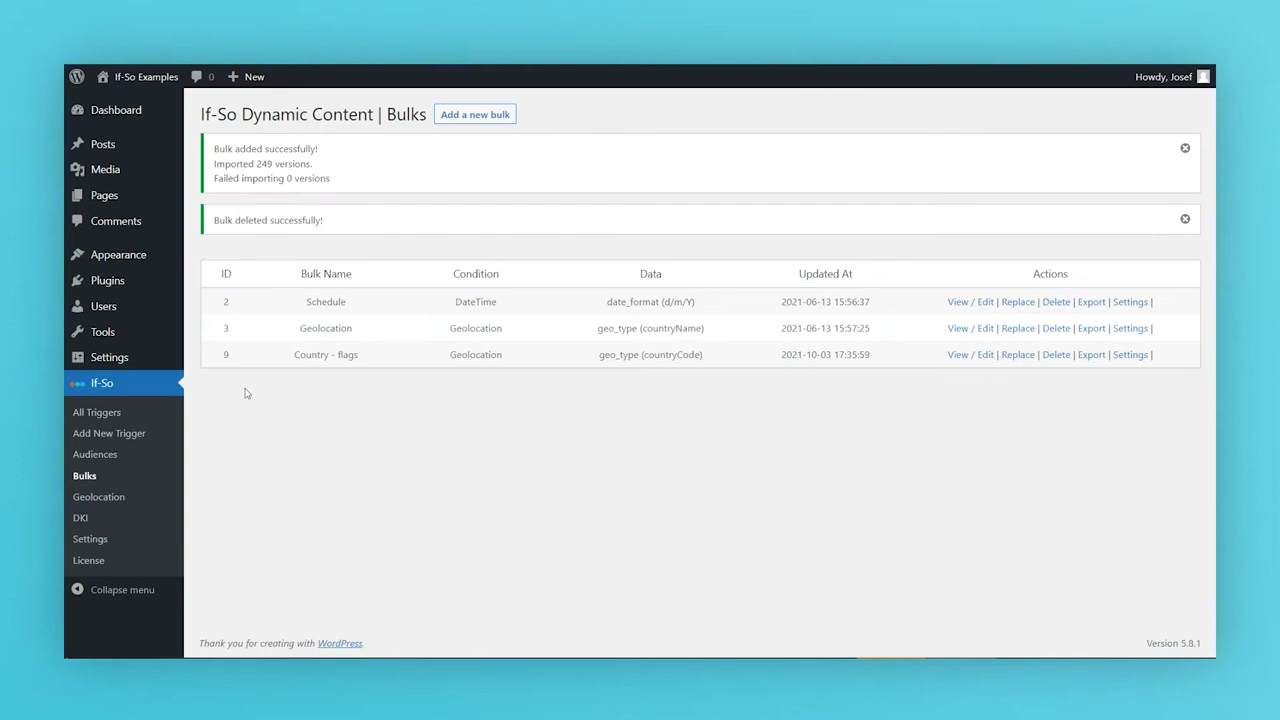 If-So Examples 0 New Howdy, Josef
Dashboard
Posts
Media
Pages
Comments
Appearance
Plugins
Users
Tools
Settings
If-So
All Triggers
Add New Trigger
Audiences
Bulks
Geolocation
DKI
Settings
License
Collapse menu
If-So Dynamic Content | Bulks Add a new bulk
Bulk added successfully!
Imported 249 versions.
Failed importing 0 versions
Bulk deleted successfully!
ID Bulk Name Condition Data Updated At Actions
2 Schedule DateTime date_format (d/m/Y) 2021-06-13 15:56:37 View / Edit | Replace | Delete | Export | Settings |
3 Geolocation Geolocation geo_type (countryName) 2021-06-13 15:57:25 View / Edit | Replace | Delete | Export | Settings |
9 Country - flags Geolocation geo_type (countryCode) 2021-10-03 17:35:59 View / Edit | Replace | Delete | Export | Settings |
Thank you for creating with WordPress. Version 5.8.1